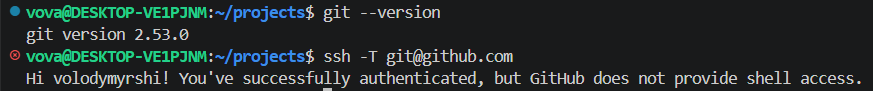 vova@DESKTOP-VE1PJNM:~/projects$ git --version
git version 2.53.0
vova@DESKTOP-VE1PJNM:~/projects$ ssh -T git@github.com
Hi volodymyrshi! You've successfully authenticated, but GitHub does not provide shell access.